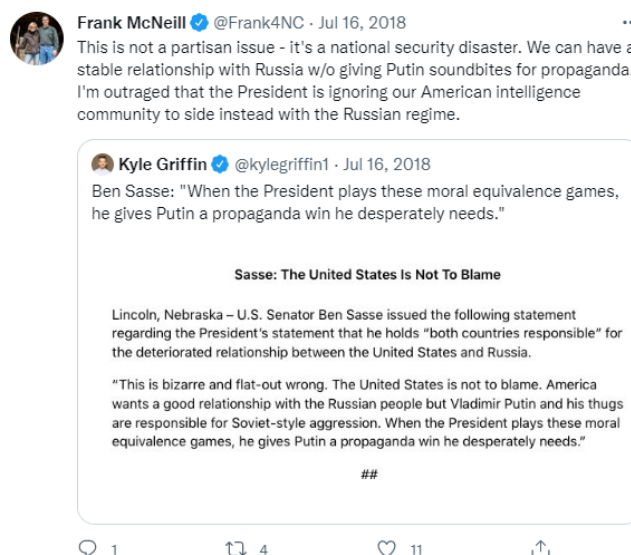 Frank McNeill @Frank4NC · Jul 16, 2018
This is not a partisan issue - it's a national security disaster. We can have a
stable relationship with Russia w/o giving Putin soundbites for propaganda.
I'm outraged that the President is ignoring our American intelligence
community to side instead with the Russian regime.
Kyle Griffin @kylegriffin1 · Jul 16, 2018
Ben Sasse: "When the President plays these moral equivalence games,
he gives Putin a propaganda win he desperately needs."
Sasse: The United States Is Not To Blame
Lincoln, Nebraska – U.S. Senator Ben Sasse issued the following statement
regarding the President's statement that he holds “both countries responsible” for
the deteriorated relationship between the United States and Russia.
“This is bizarre and flat-out wrong. The United States is not to blame. America
wants a good relationship with the Russian people but Vladimir Putin and his thugs
are responsible for Soviet-style aggression. When the President plays these moral
equivalence games, he gives Putin a propaganda win he desperately needs.”
##
1 4 11